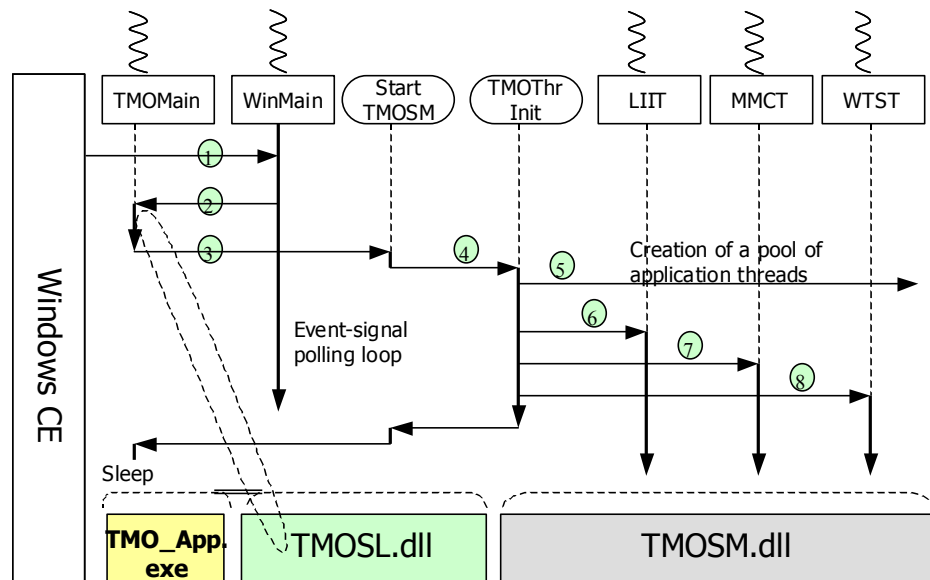 TMOMain
WinMain
Start
TMOSM
TMOThr
Init
LIIT
MMCT
WTST
1
2
3
4
5
Creation of a pool of
application threads
6
7
8
Event-signal
polling loop
Windows CE
Sleep
TMO_App.
exe
TMOSL.dll
TMOSM.dll